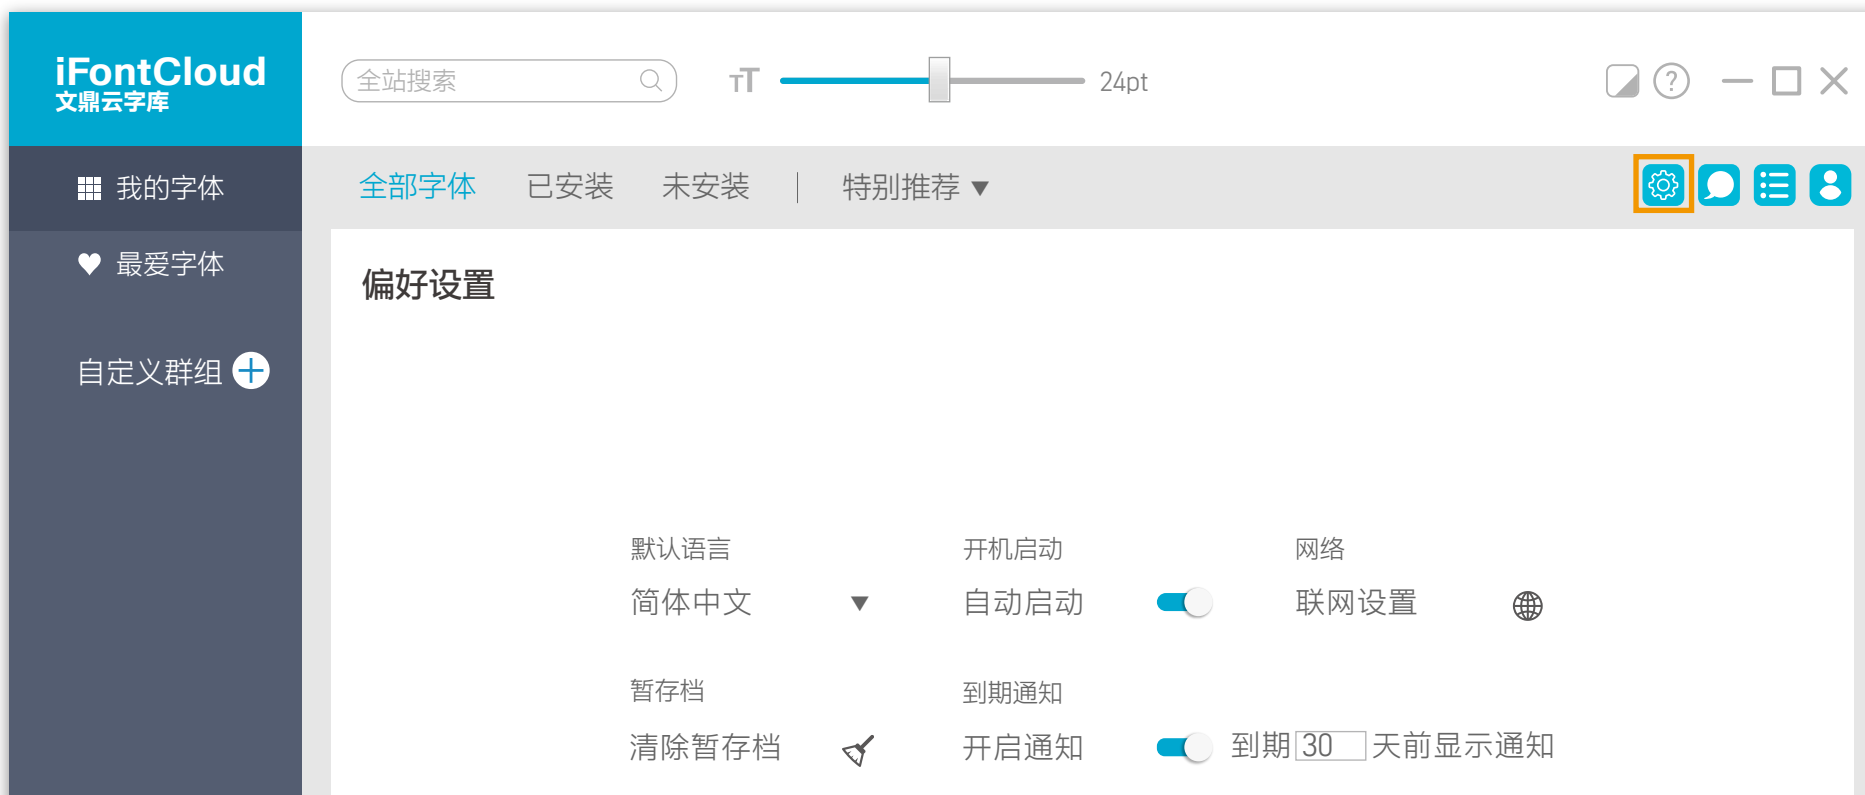 iFontCloud
文鼎云字库
全站搜索
TT
24pt
?
我的字体
全部字体 已安装 未安装 | 特别推荐▼
最爱字体
偏好设置
自定义群组
默认语言 开机启动 网络
简体中文 ▼ 自动启动 联网设置
暂存档 到期通知
清除暂存档 开启通知 到期 30 天前显示通知